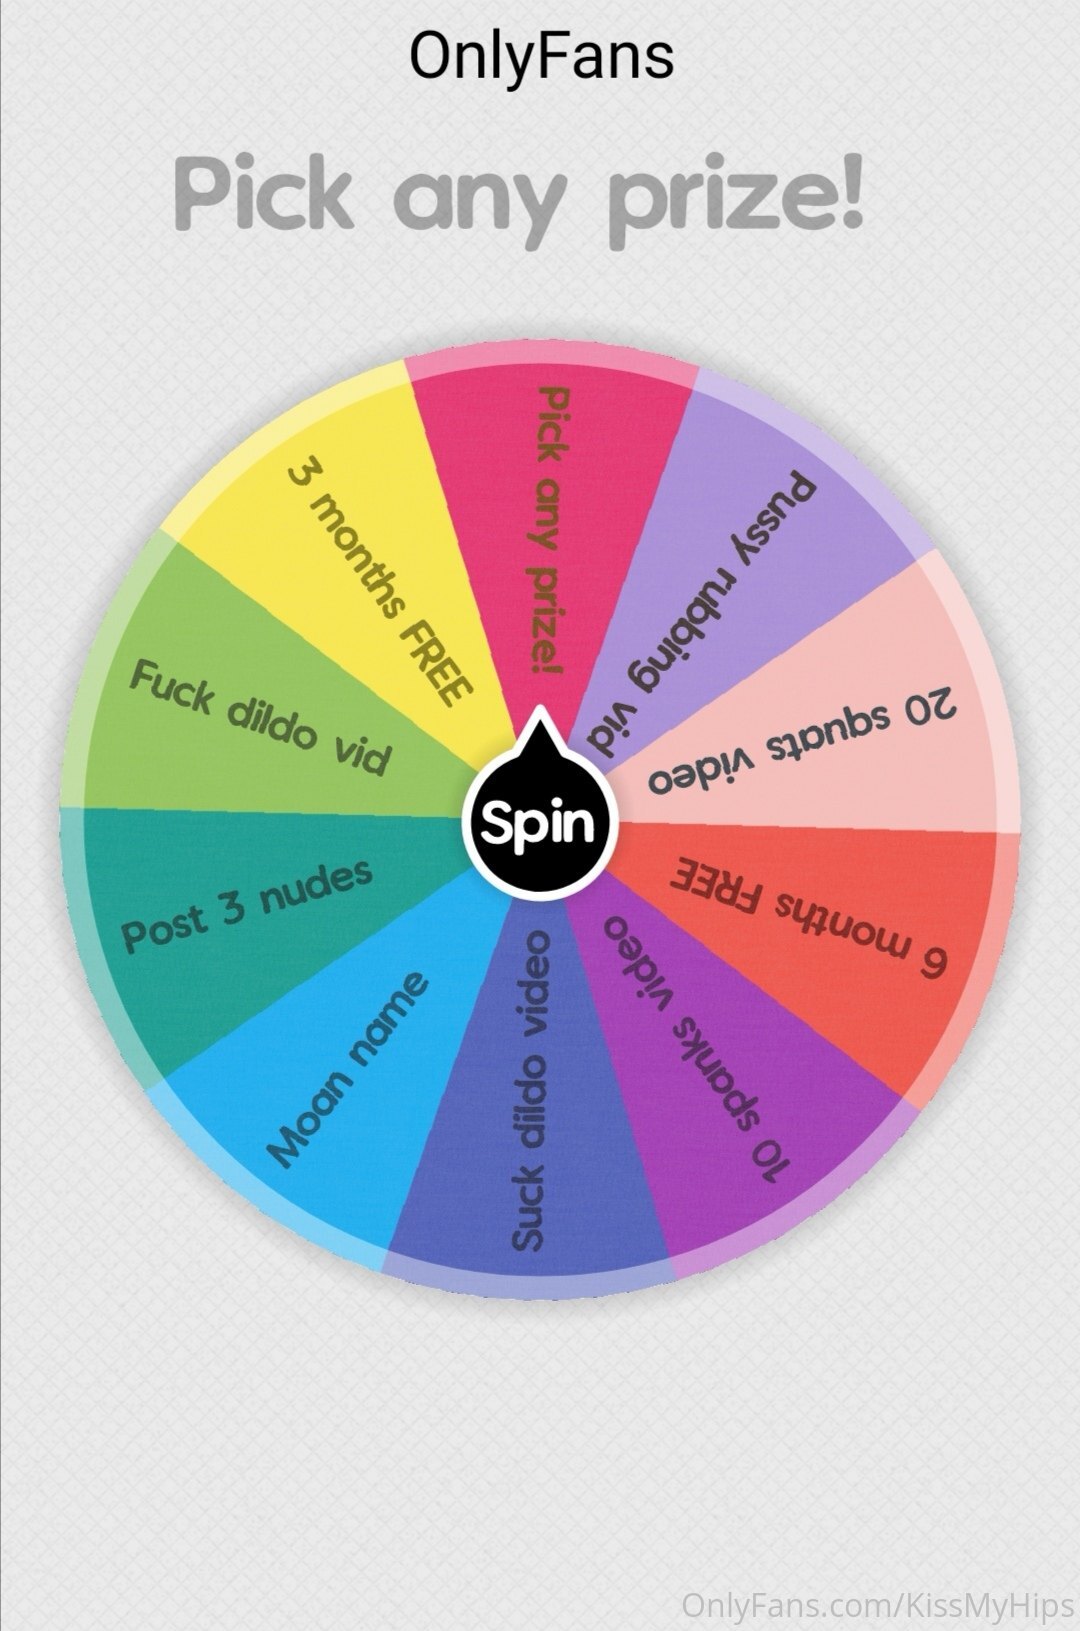 OnlyFans
Pick any prize!
Pick any prize!
Pussy rubbing vid
20 squats video
6 months FREE
10 spanks video
Suck dildo video
Moan name
Post 3 nudes
Fuck dildo vid
3 months FREE
Spin
OnlyFans.com/KissMyHips